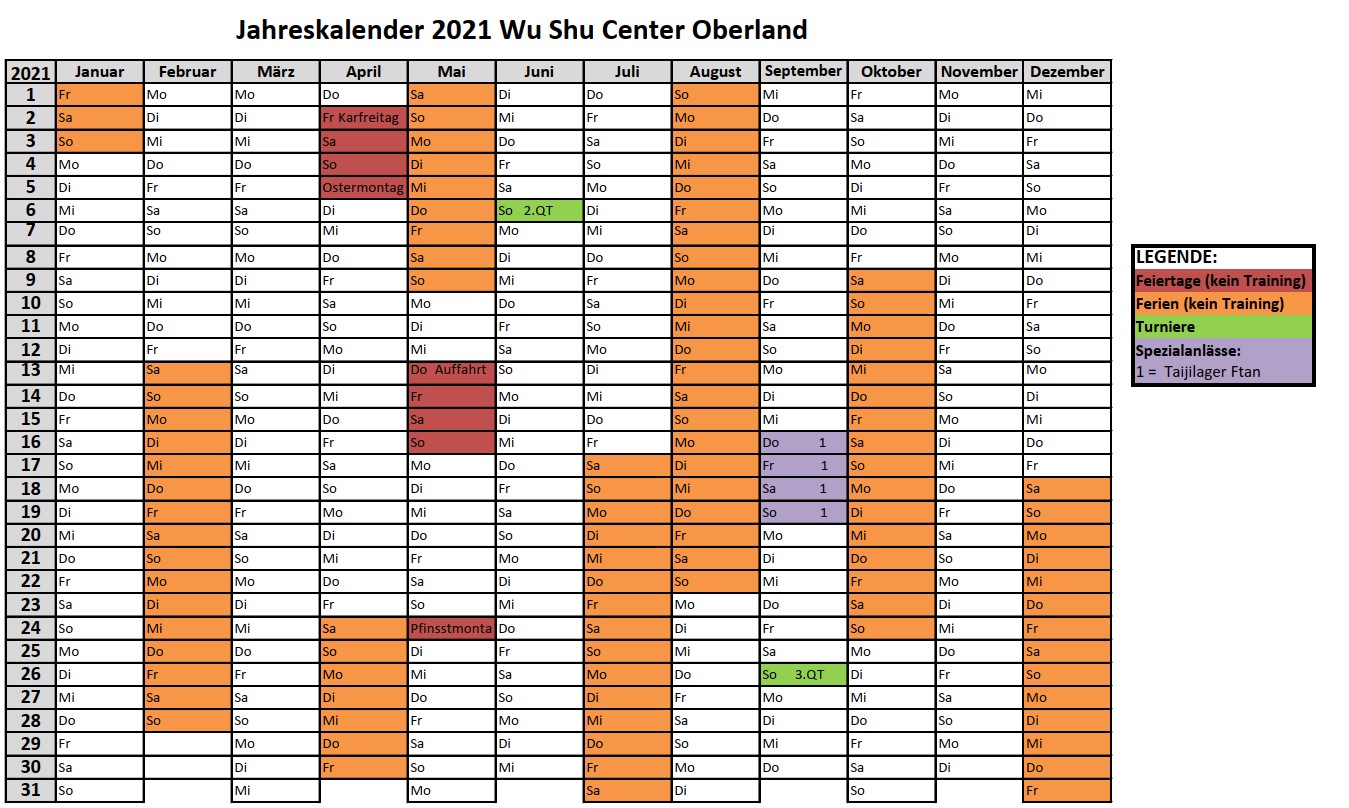 Jahreskalender 2021 Wu Shu Center Oberland
2021 Januar Februar März April Mai Juni Juli August September Oktober November Dezember
1 Fr Mo Mo Do Sa Di Do So Mi Fr Mo Mi
2 Sa Di Di Fr Karfreitag So Mi Fr Mo Do Sa Di Do
3 So Mi Mi Sa Mo Do Sa Di Fr So Mi Fr
4 Mo Do Do So Di Fr So Mi Sa Mo Do Sa
5 Di Fr Fr Ostermontag Mi Sa Mo Do So Di Fr So
6 Mi Sa Sa Di Do So 2.QT Di Fr Mo Mi Sa Mo
7 Do So So Mi Fr Mo Mi Sa Di Do So Di
8 Fr Mo Mo Do Sa Di Do So Mi Fr Mo Mi
9 Sa Di Di Fr So Mi Fr Mo Do Sa Di Do
10 So Mi Mi Sa Mo Do Sa Di Fr So Mi Fr
11 Mo Do Do So Di Fr So Mi Sa Mo Do Sa
12 Di Fr Fr Mo Mi Sa Mo Do So Di Fr So
13 Mi Sa Sa Di Do Auffahrt So Di Fr Mo Mi Sa Mo
14 Do So So Mi Fr Mo Mi Sa Di Do So Di
15 Fr Mo Mo Do Sa Di Do So Mi Fr Mo Mi
16 Sa Di Di Fr So Mi Fr Mo Do 1 Sa Di Do
17 So Mi Mi Sa Mo Do Sa Di Fr 1 So Mi Fr
18 Mo Do Do So Di Fr So Mi Sa 1 Mo Do Sa
19 Di Fr Fr Mo Mi Sa Mo Do So 1 Di Fr So
20 Mi Sa Sa Di Do So Di Fr Mo Mi Sa Mo
21 Do So So Mi Fr Mo Mi Sa Di Do So Di
22 Fr Mo Mo Do Sa Di Do So Mi Fr Mo Mi
23 Sa Di Di Fr So Mi Fr Mo Do Sa Di Do
24 So Mi Mi Sa Pfinsstmonta Do Sa Di Fr So Mi Fr
25 Mo Do Do So Di Fr So Mi Sa Mo Do Sa
26 Di Fr Fr Mo Mi Sa Mo Do So 3.QT Di Fr So
27 Mi Sa Sa Di Do So Di Fr Mo Mi Sa Mo
28 Do So So Mi Fr Mo Mi Sa Di Do So Di
29 Fr Mo Do Sa Di Do So Mi Fr Mo Mi
30 Sa Di Fr So Mi Fr Mo Do Sa Di Do
31 So Mi Mo Sa Di So Fr
LEGENDE:
Feiertage (kein Training)
Ferien (kein Training)
Turniere
Spezialanlässe:
1 = Taijilager Ftan